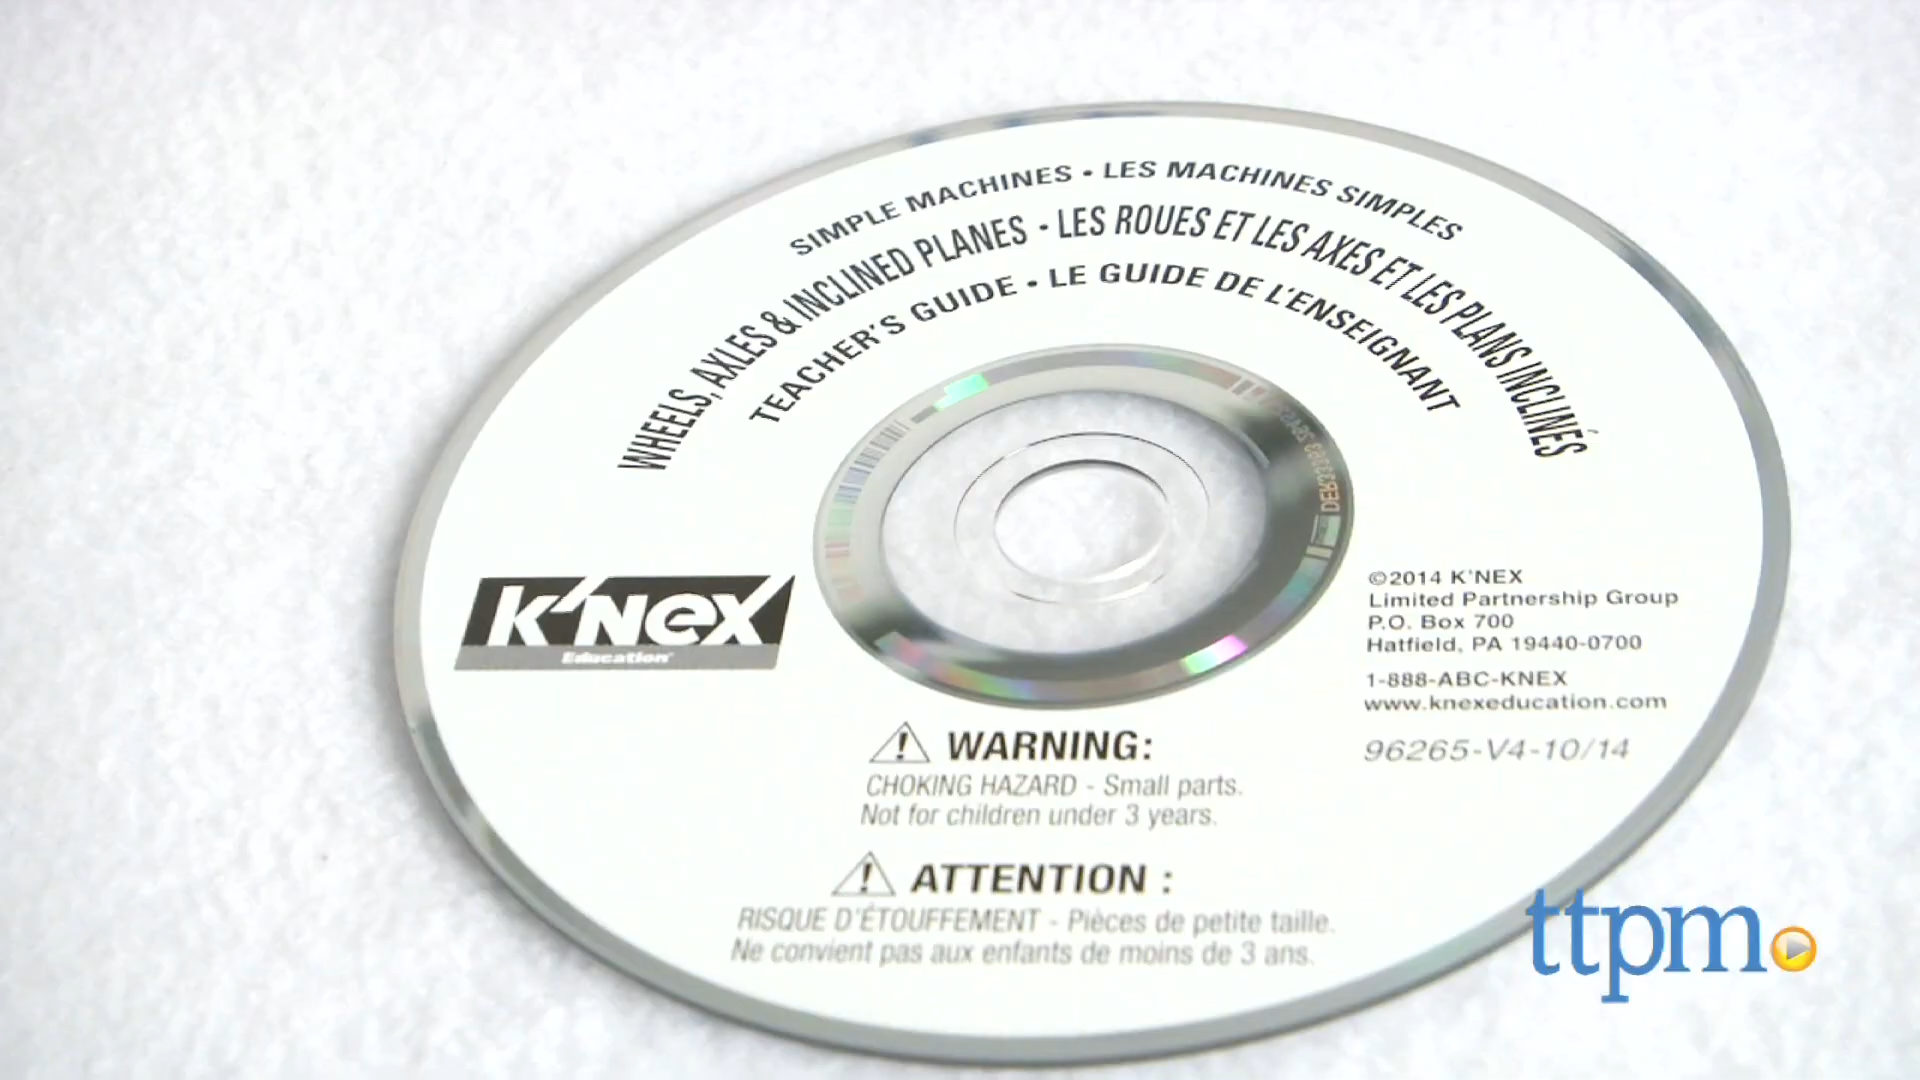 SIMPLE MACHINES • LES MACHINES SIMPLES
WHEELS, AXLES & INCLINED PLANES • LES ROUES ET LES AXES ET LES PLANS INCLINÉS
TEACHER'S GUIDE • LE GUIDE DE L'ENSEIGNANT
K'NEX
Education
©2014 K'NEX
Limited Partnership Group
P.O. Box 700
Hatfield, PA 19440-0700
1-888-ABC-KNEX
www.knexeducation.com
96265-V4-10/14
WARNING:
CHOKING HAZARD - Small parts.
Not for children under 3 years.
ATTENTION :
RISQUE D'ÉTOUFFEMENT - Pièces de petite taille.
Ne convient pas aux enfants de moins de 3 ans.
ttpm